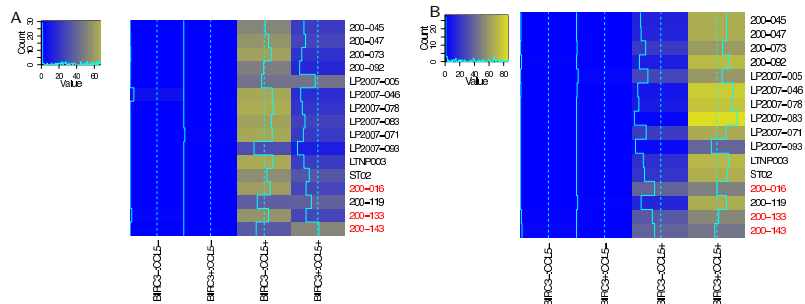 A
Count
0 10 20 30
0 20 40 60
Value
200-045
200-047
200-073
200-092
LP2007-005
LP2007-046
LP2007-078
LP2007-083
LP2007-071
LP2007-093
LTNP003
ST02
200-016
200-119
200-133
200-143
BIRC3-CCL5-
BIRC3+CCL5-
BIRC3-CCL5+
BIRC3+CCL5+
B
Count
0 10 20
0 20 40 60 80
Value
200-045
200-047
200-073
200-092
LP2007-005
LP2007-046
LP2007-078
LP2007-083
LP2007-071
LP2007-093
LTNP003
ST02
200-016
200-119
200-133
200-143
BIRC3-CCL5-
BIRC3+CCL5-
BIRC3-CCL5+
BIRC3+CCL5+